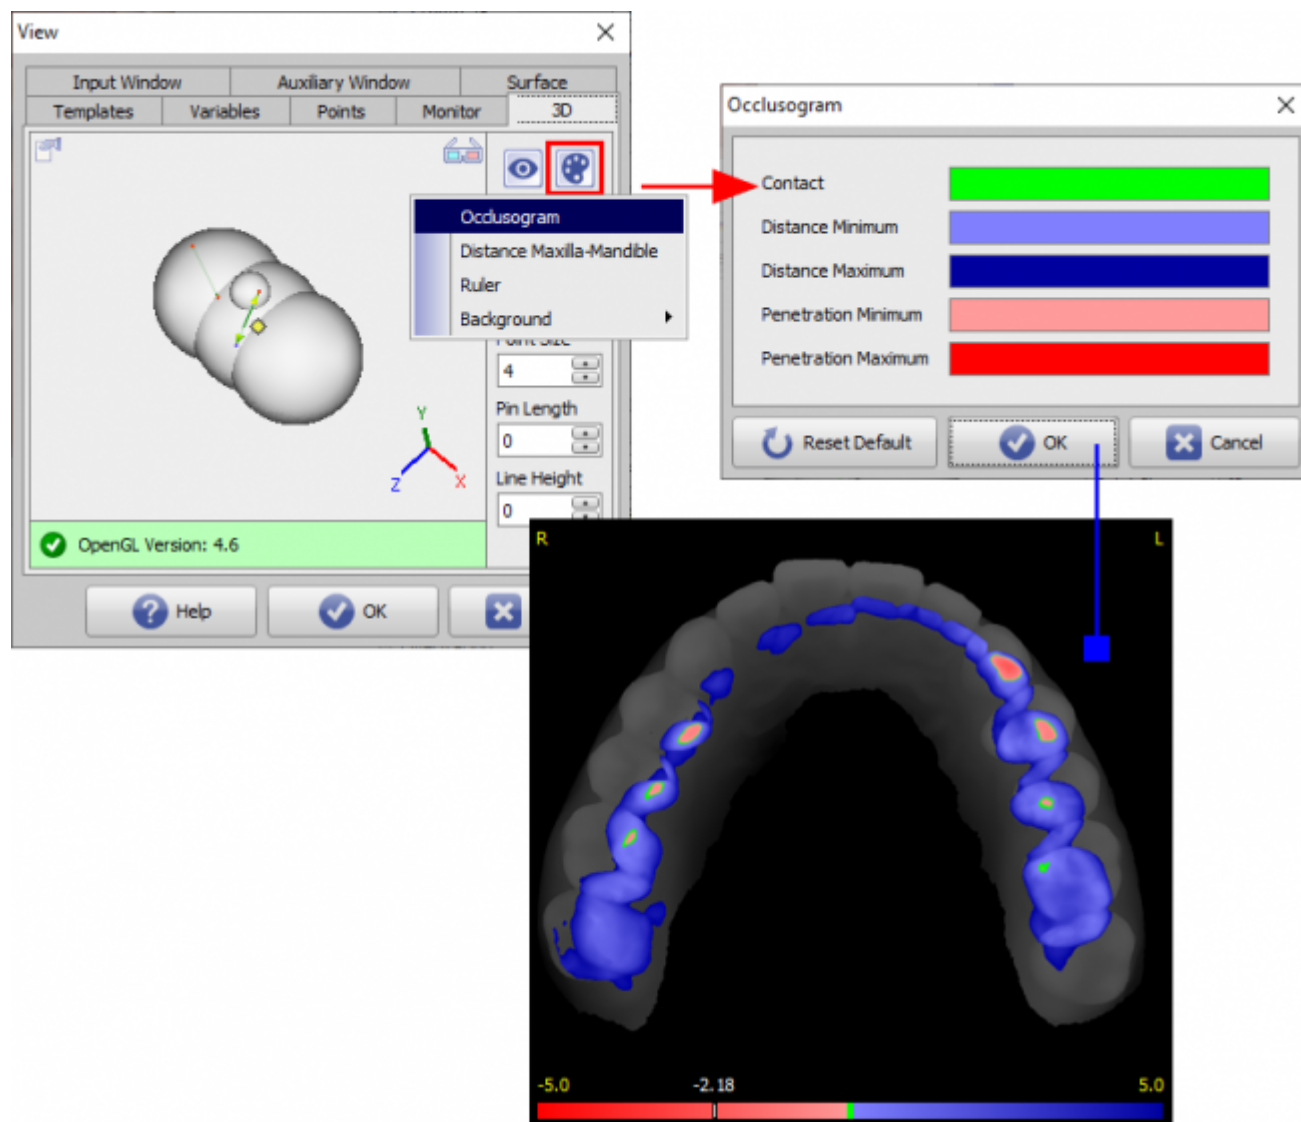 View
Input Window
Auxiliary Window
Surface
Templates
Variables
Points
Monitor
3D
Occlusogram
Distance Maxilla-Mandible
Ruler
Background
Point Size
4
Pin Length
0
Line Height
0
Y
Z
X
OpenGL Version: 4.6
Help
OK
Occlusogram
Contact
Distance Minimum
Distance Maximum
Penetration Minimum
Penetration Maximum
Reset Default
OK
Cancel
R
L
-5.0
-2.18
5.0